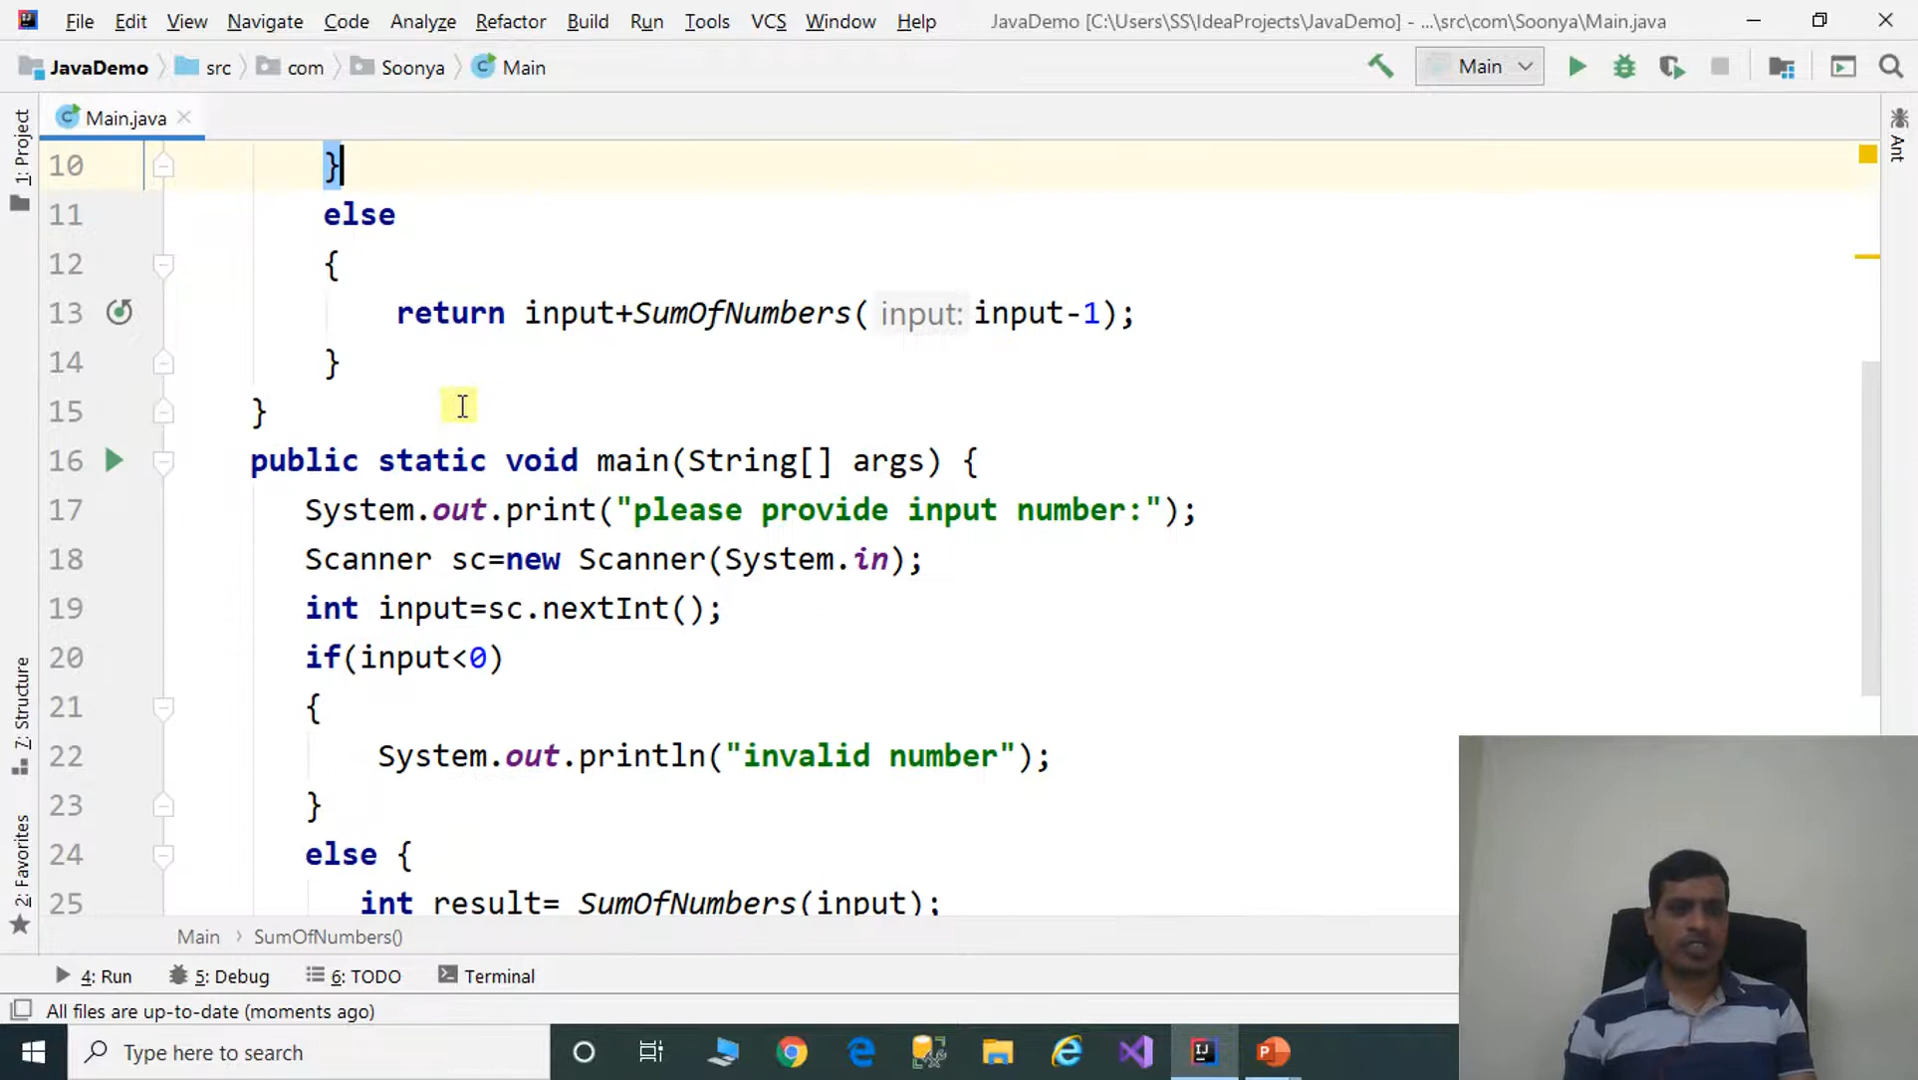 File Edit View Navigate Code Analyze Refactor Build Run Tools VCS Window Help JavaDemo [C:\Users\SS\IdeaProjects\JavaDemo] - ...\src\com\Soonya\Main.java
JavaDemo src com Soonya Main Main
Main.java
1: Project
Ant
10 }
11 else
12 {
13 return input+SumOfNumbers( input: input-1);
14 }
15 }
16 public static void main(String[] args) {
17 System.out.print("please provide input number:");
18 Scanner sc=new Scanner(System.in);
19 int input=sc.nextInt();
20 if(input<0)
21 {
22 System.out.println("invalid number");
23 }
24 else {
25 int result= SumOfNumbers(input);
7: Structure
2: Favorites
Main SumOfNumbers()
4: Run 5: Debug 6: TODO Terminal
All files are up-to-date (moments ago)
Type here to search